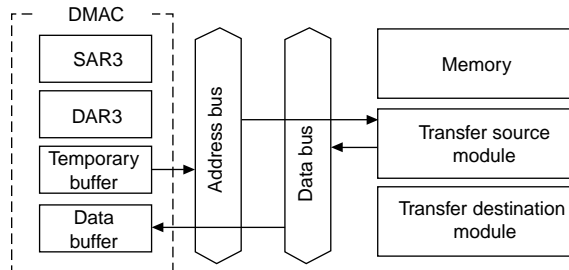 DMAC
SAR3
DAR3
Temporary
buffer
Data
buffer
Address bus
Data bus
Memory
Transfer source
module
Transfer destination
module